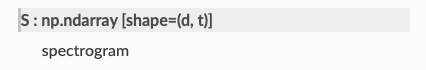 S : np.ndarray [shape=(d, t)]
spectrogram